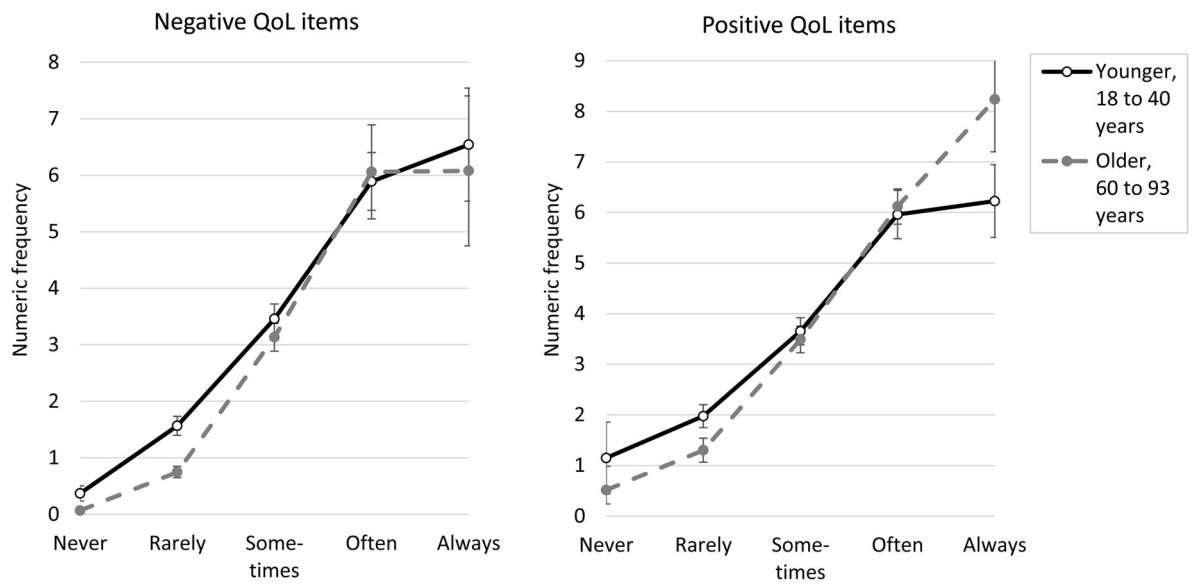 Negative QoL items
8
7
6
5
4
3
2
1
0
Numeric frequency
Never
Rarely
Some-
times
Often
Always
Positive QoL items
9
8
7
6
5
4
3
2
1
0
Numeric frequency
Never
Rarely
Some-
times
Often
Always
Younger,
18 to 40
years
Older,
60 to 93
years